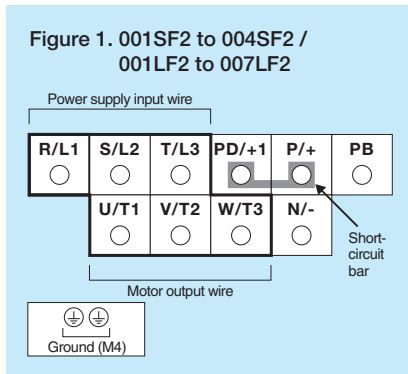 Figure 1. 001SF2 to 004SF2 /
001LF2 to 007LF2
Power supply input wire
R/L1 S/L2 T/L3 PD/+1 P/+ PB
U/T1 V/T2 W/T3 N/-
Short-
circuit
bar
Motor output wire
Ground (M4)